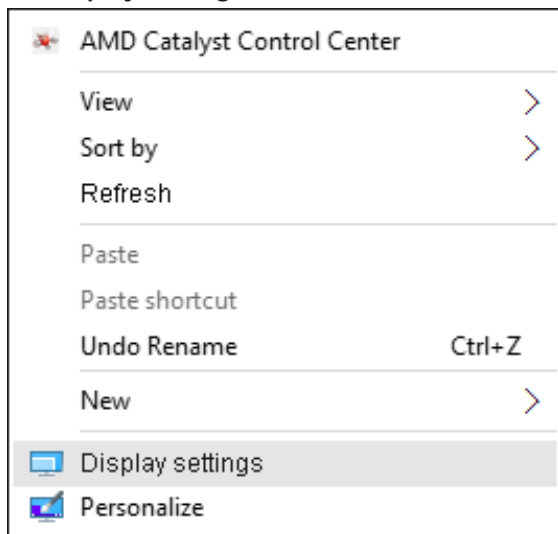 AMD Catalyst Control Center
View
Sort by
Refresh
Paste
Paste shortcut
Undo Rename Ctrl+Z
New
Display settings
Personalize